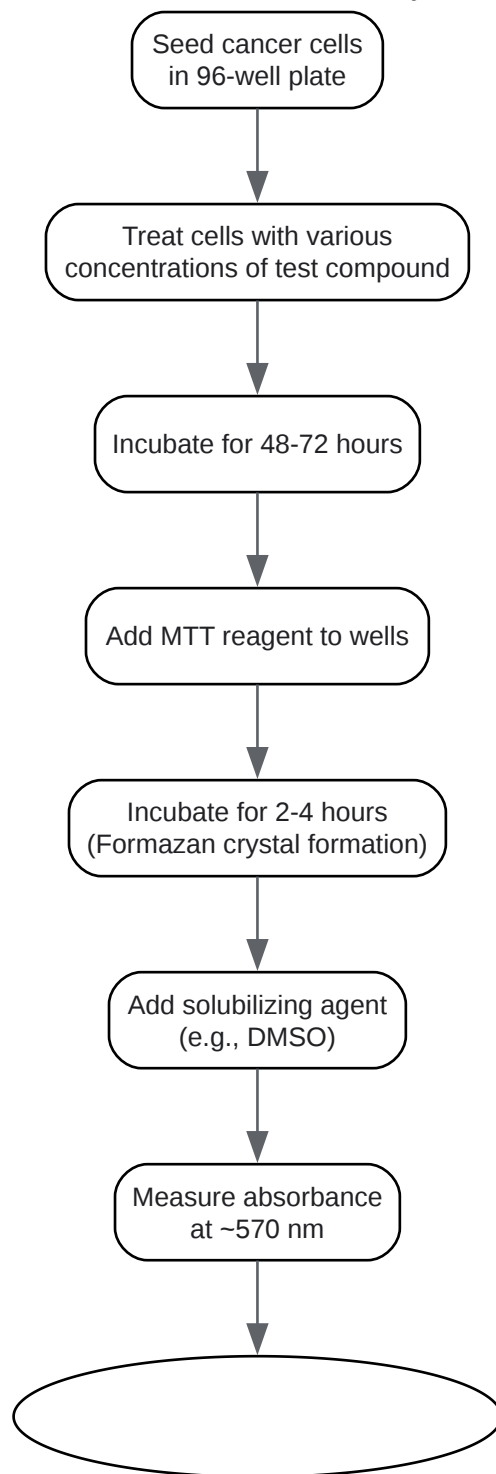 Seed cancer cells
in 96-well plate
Treat cells with various
concentrations of test compound
Incubate for 48-72 hours
Add MTT reagent to wells
Incubate for 2-4 hours
(Formazan crystal formation)
Add solubilizing agent
(e.g., DMSO)
Measure absorbance
at ~570 nm